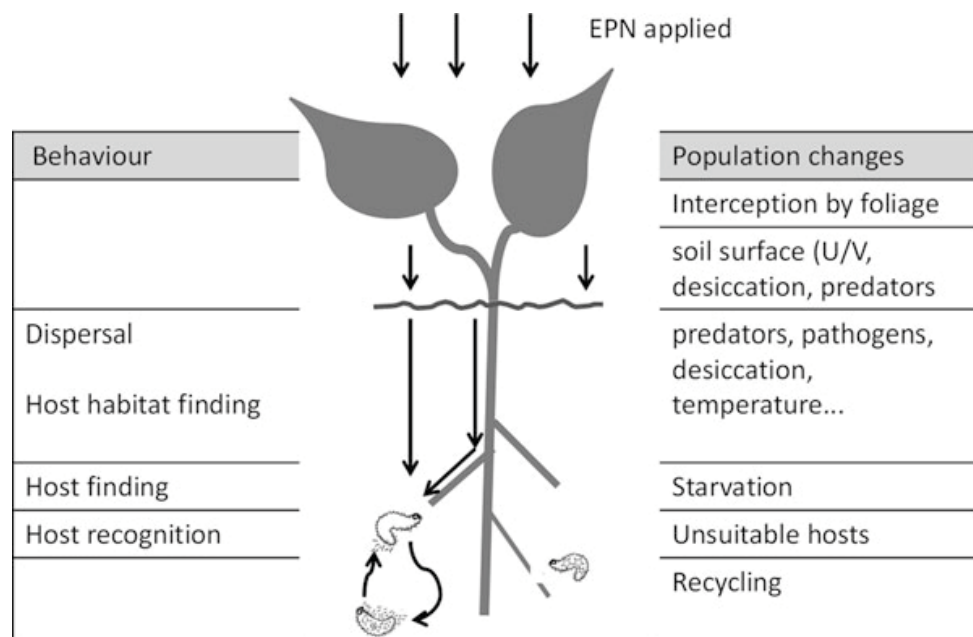 EPN applied
Behaviour
Population changes
Interception by foliage
soil surface (U/V,
desiccation, predators
Dispersal
predators, pathogens,
desiccation,
Host habitat finding
temperature...
Host finding
Starvation
Host recognition
Unsuitable hosts
Recycling